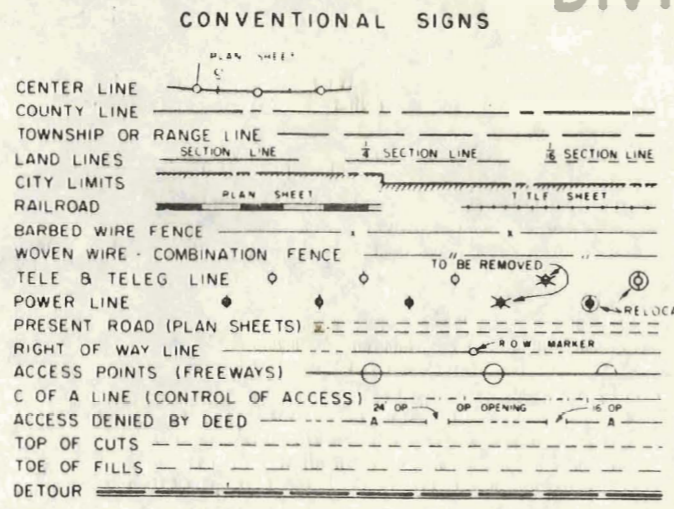 DIVI
CONVENTIONAL SIGNS
PLAN SHEET
CENTER LINE
COUNTY LINE
TOWNSHIP OR RANGE LINE
LAND LINES SECTION LINE 1/4 SECTION LINE 1/16 SECTION LINE
CITY LIMITS
RAILROAD PLAN SHEET TITLE SHEET
BARBED WIRE FENCE
WOVEN WIRE - COMBINATION FENCE
TO BE REMOVED
TELE & TELEG LINE
POWER LINE RELOCA
PRESENT ROAD (PLAN SHEETS)
RIGHT OF WAY LINE R O W MARKER
ACCESS POINTS (FREEWAYS)
C OF A LINE (CONTROL OF ACCESS)
ACCESS DENIED BY DEED A 24' OP OP OPENING 16' OP A
TOP OF CUTS
TOE OF FILLS
DETOUR